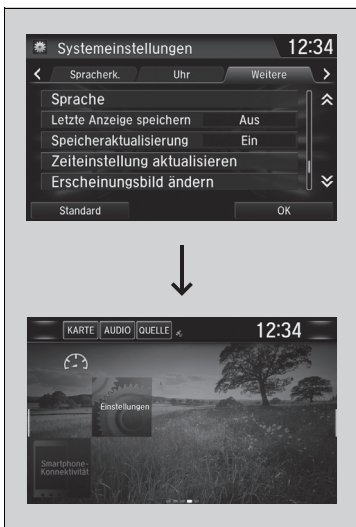 Systemeinstellungen 12:34
Spracherk. Uhr Weitere
Sprache
Letzte Anzeige speichern Aus
Speicheraktualisierung Ein
Zeiteinstellung aktualisieren
Erscheinungsbild ändern
Standard OK
KARTE AUDIO QUELLE 12:34
Einstellungen
Smartphone-
Konnektivität